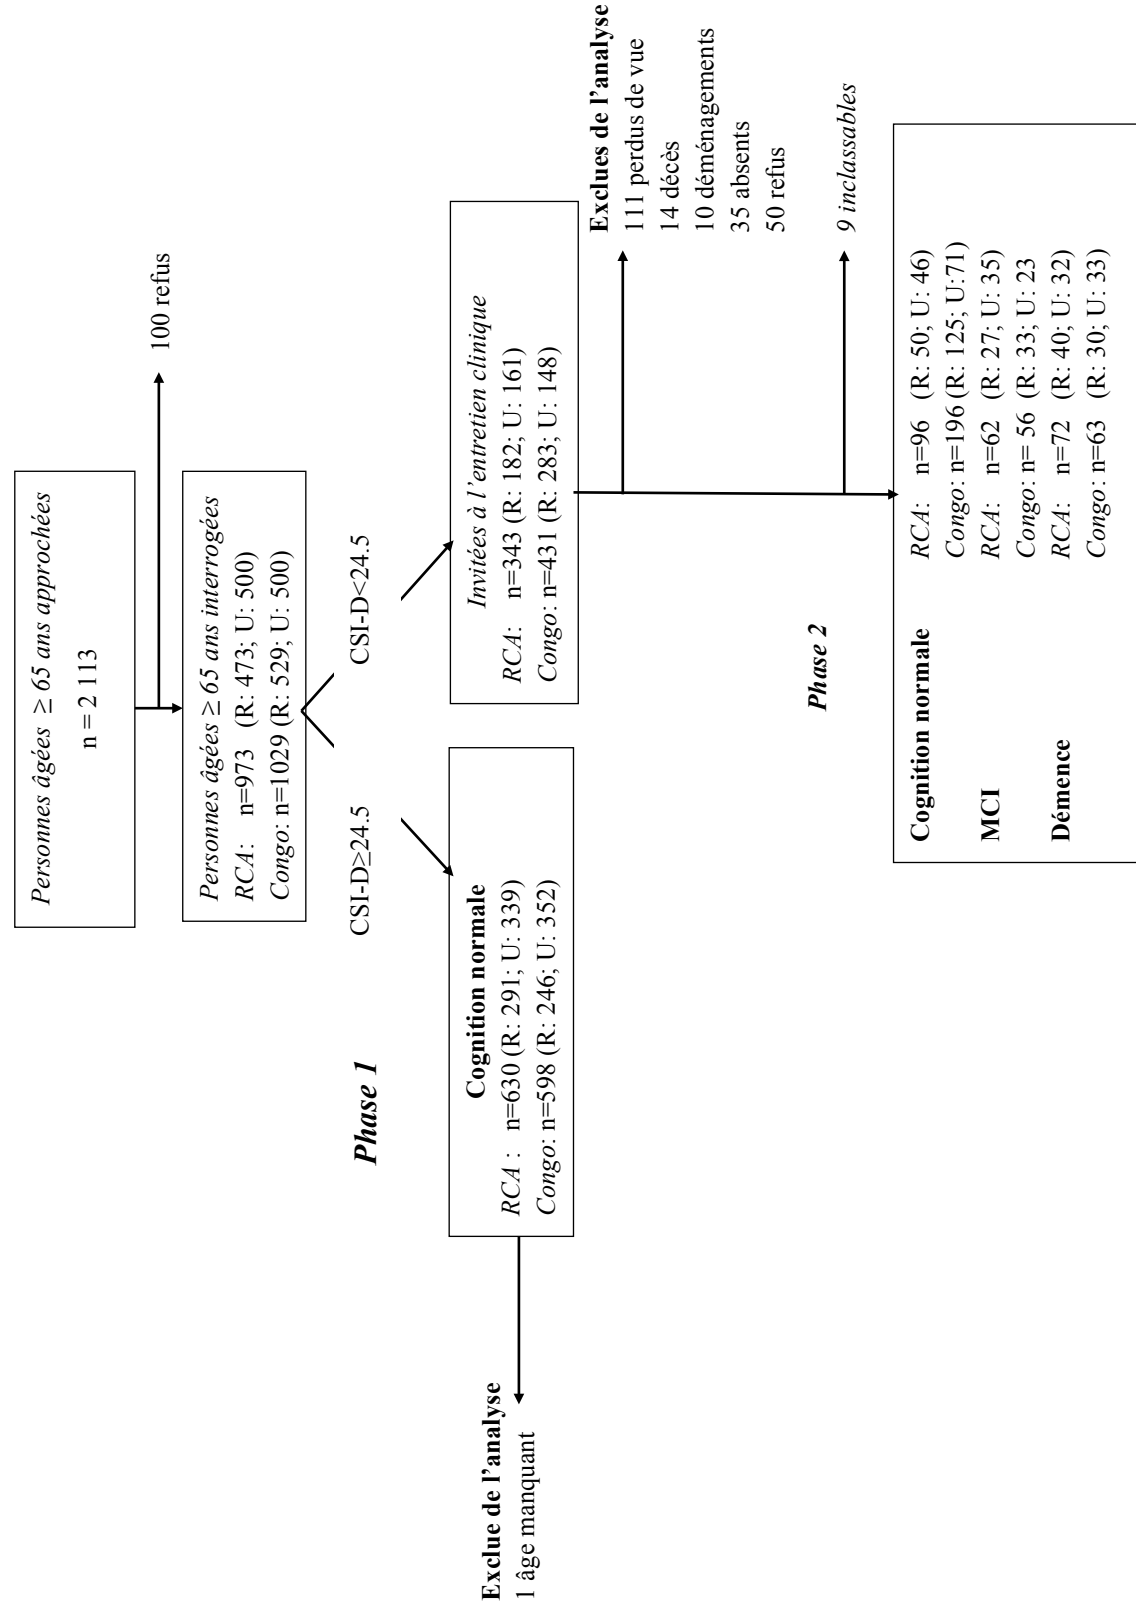 Personnes âgées ≥ 65 ans approchées
n = 2 113
100 refus
Personnes âgées ≥ 65 ans interrogées
RCA: n=973 (R: 473; U: 500)
Congo: n=1029 (R: 529; U: 500)
Phase 1
CSI-D≥24.5
CSI-D<24.5
Cognition normale
RCA : n=630 (R: 291; U: 339)
Congo: n=598 (R: 246; U: 352)
Exclue de l'analyse
1 âge manquant
Invitées à l'entretien clinique
RCA: n=343 (R: 182; U: 161)
Congo: n=431 (R: 283; U: 148)
Exclues de l'analyse
111 perdus de vue
14 décès
10 déménagements
35 absents
50 refus
Phase 2
9 inclassables
Cognition normale RCA: n=96 (R: 50; U: 46)
Congo: n=196 (R: 125; U:71)
MCI RCA: n=62 (R: 27; U: 35)
Congo: n= 56 (R: 33; U: 23
Démence RCA: n=72 (R: 40; U: 32)
Congo: n=63 (R: 30; U: 33)